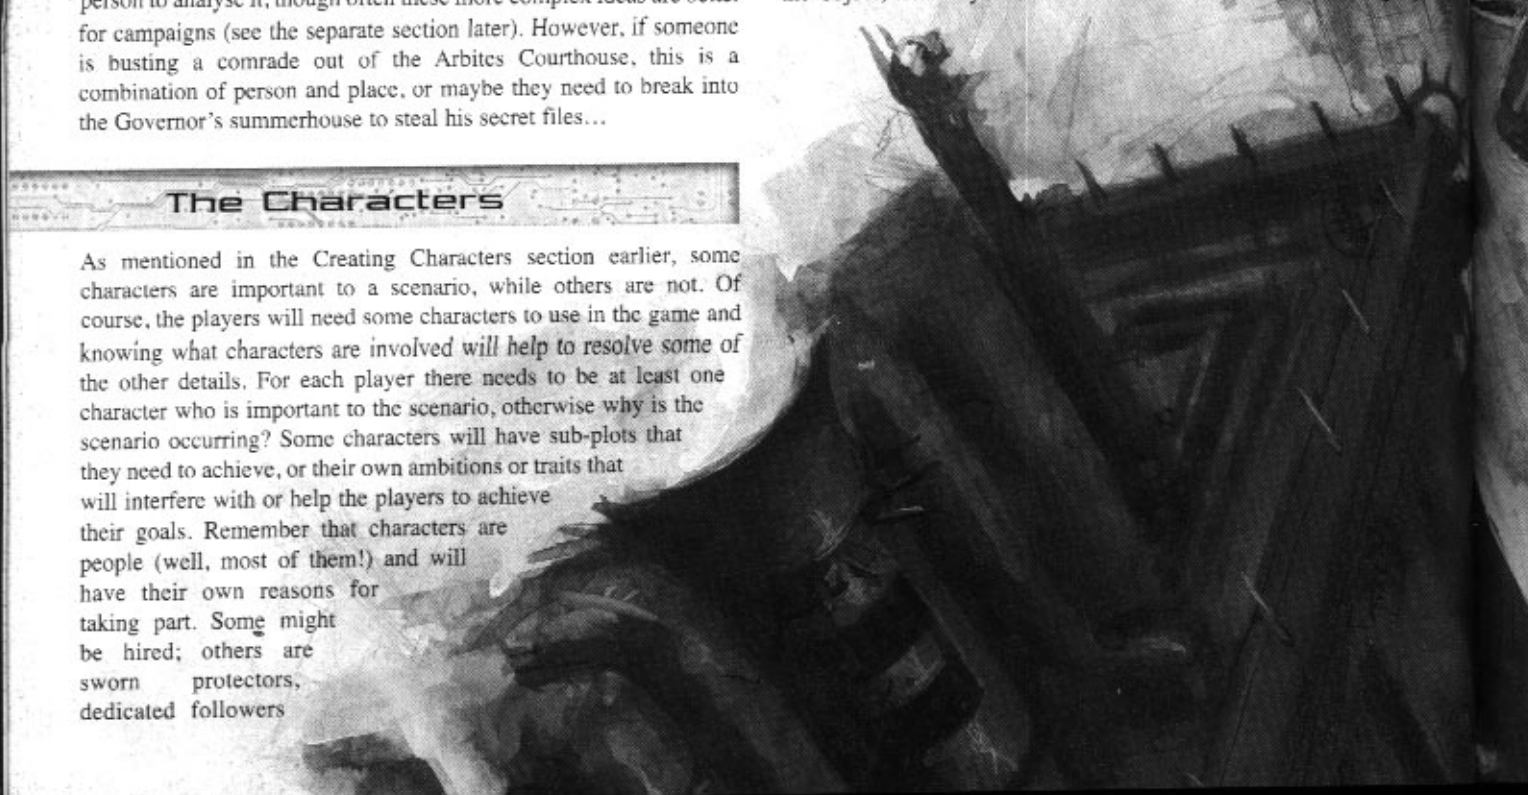 for campaigns (see the separate section later). However, if someone
is busting a comrade out of the Arbites Courthouse, this is a
combination of person and place, or maybe they need to break into
the Governor's summerhouse to steal his secret files...
The Characters
As mentioned in the Creating Characters section earlier, some
characters are important to a scenario, while others are not. Of
course, the players will need some characters to use in the game and
knowing what characters are involved will help to resolve some of
the other details. For each player there needs to be at least one
character who is important to the scenario, otherwise why is the
scenario occurring? Some characters will have sub-plots that
they need to achieve, or their own ambitions or traits that
will interfere with or help the players to achieve
their goals. Remember that characters are
people (well, most of them!) and will
have their own reasons for
taking part. Some might
be hired; others are
sworn protectors,
dedicated followers